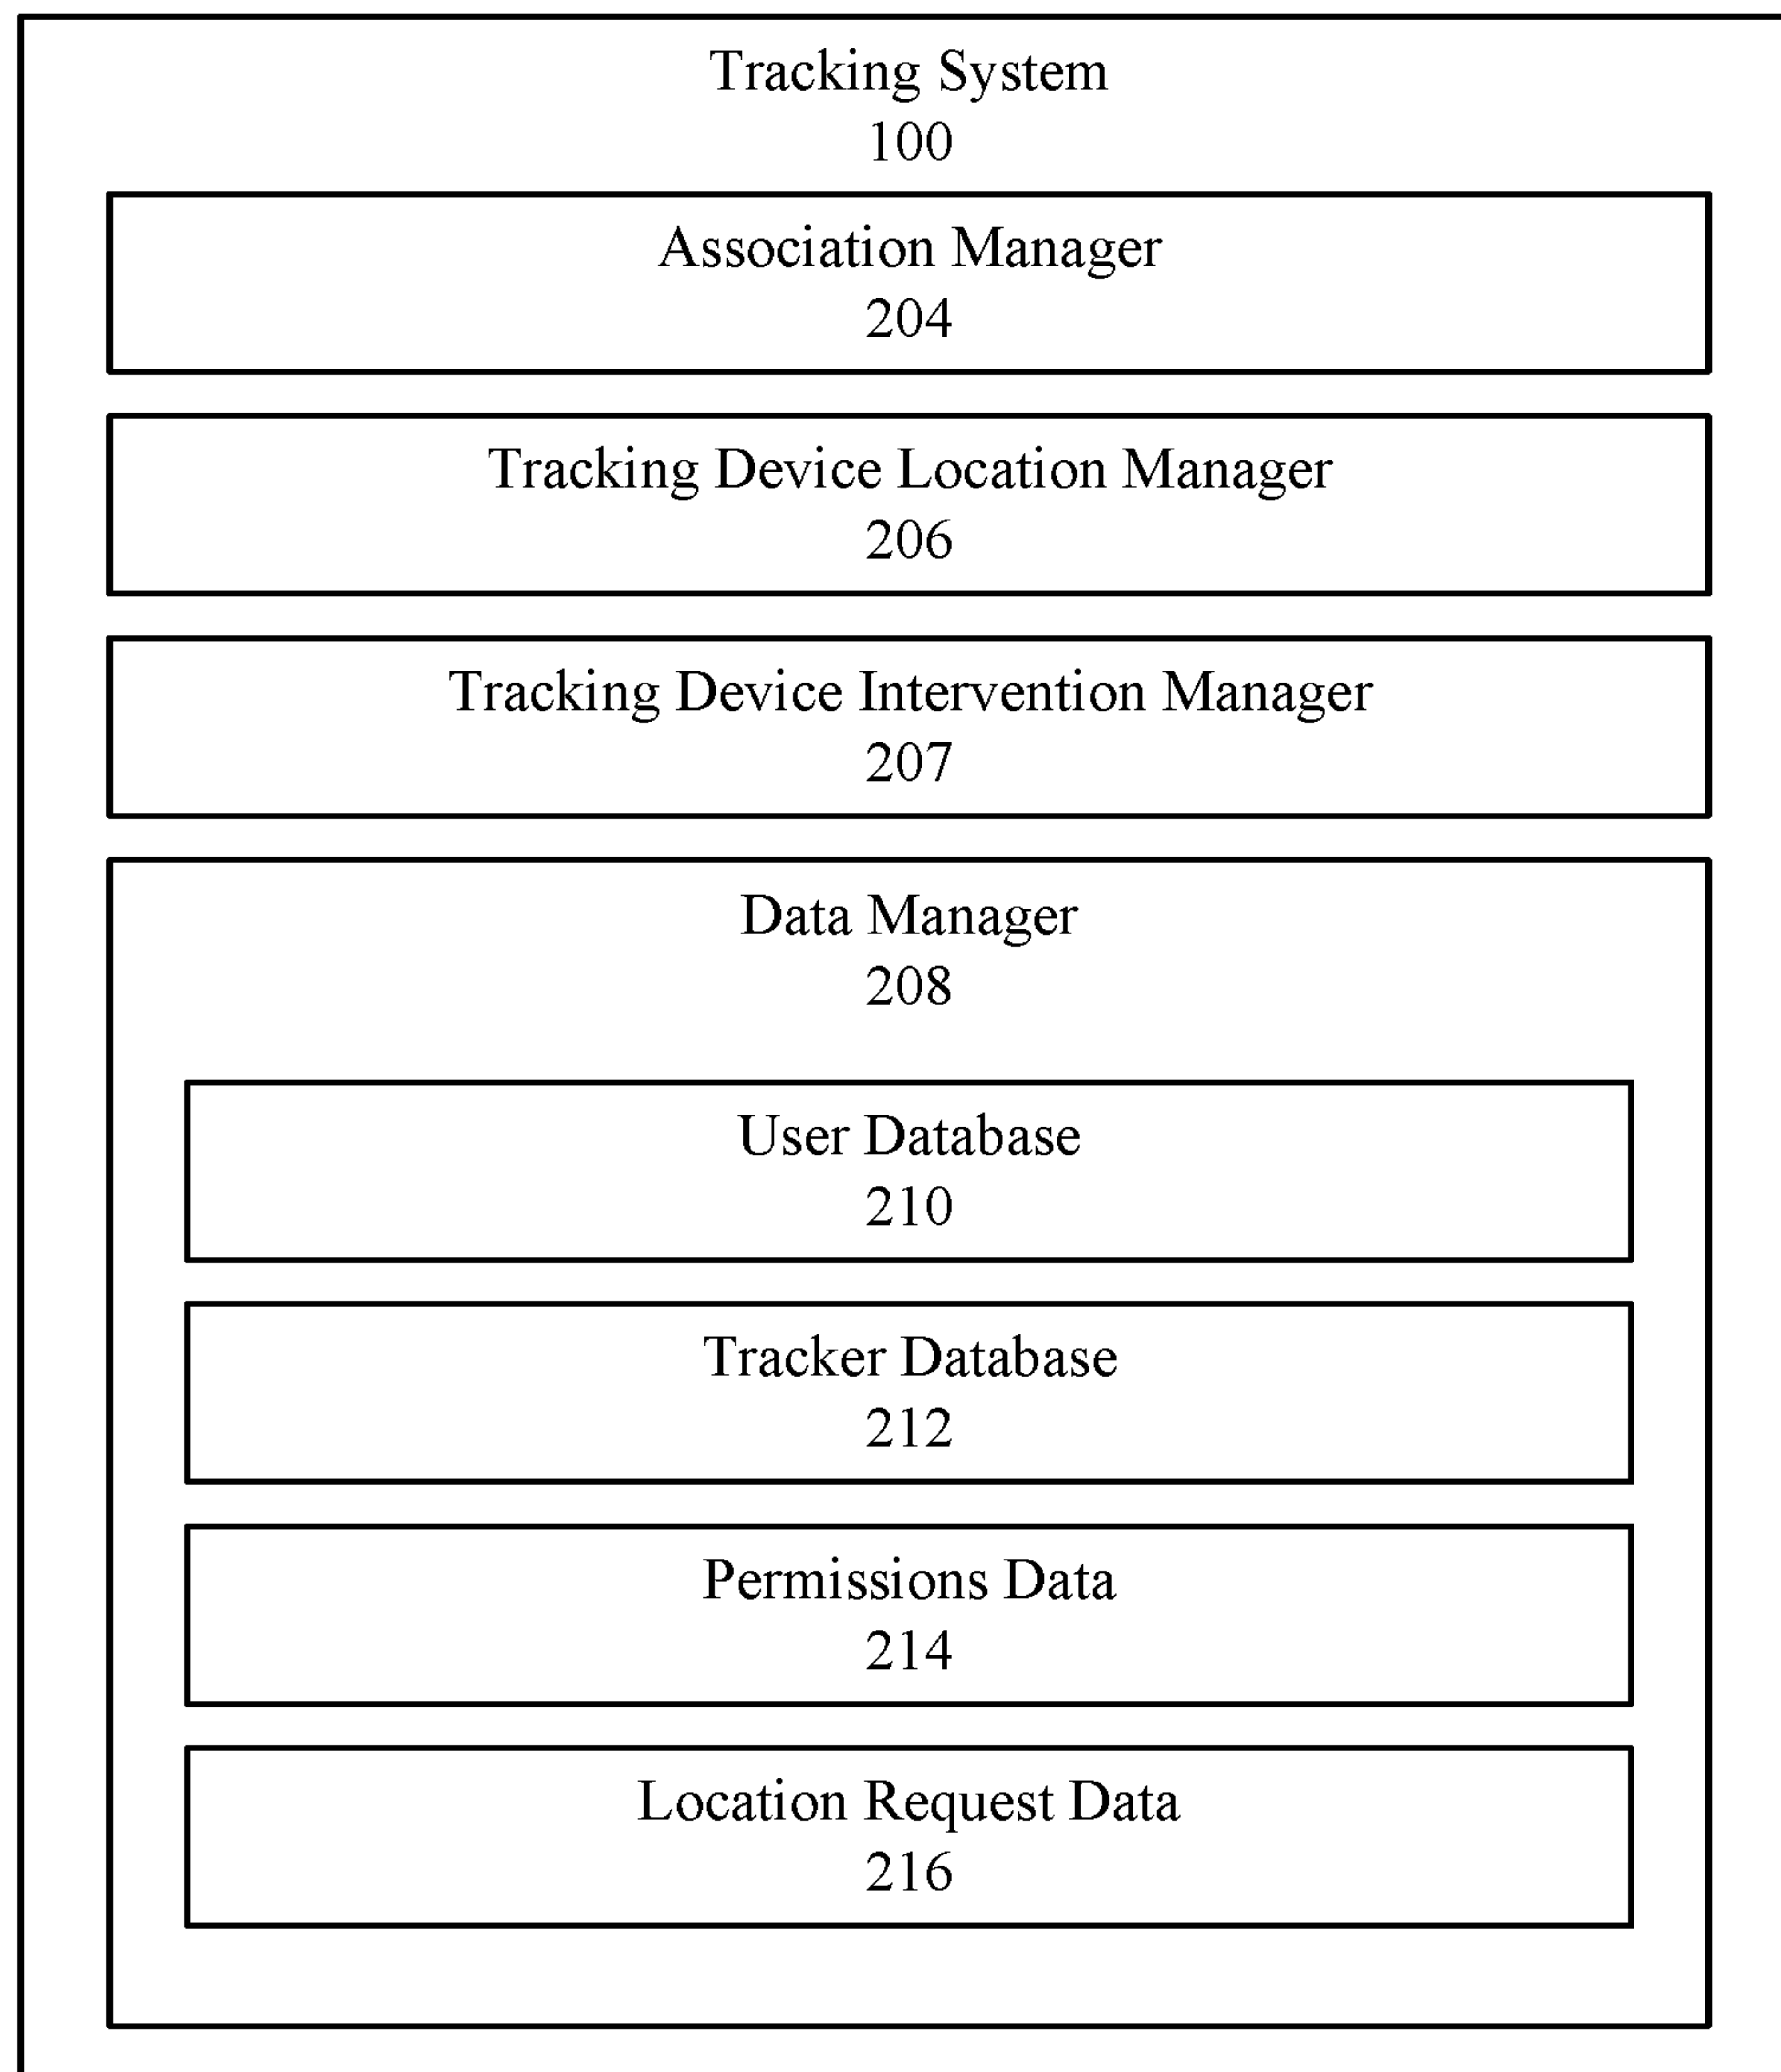 Tracking System
100
Association Manager
204
Tracking Device Location Manager
206
Tracking Device Intervention Manager
207
Data Manager
208
User Database
210
Tracker Database
212
Permissions Data
214
Location Request Data
216